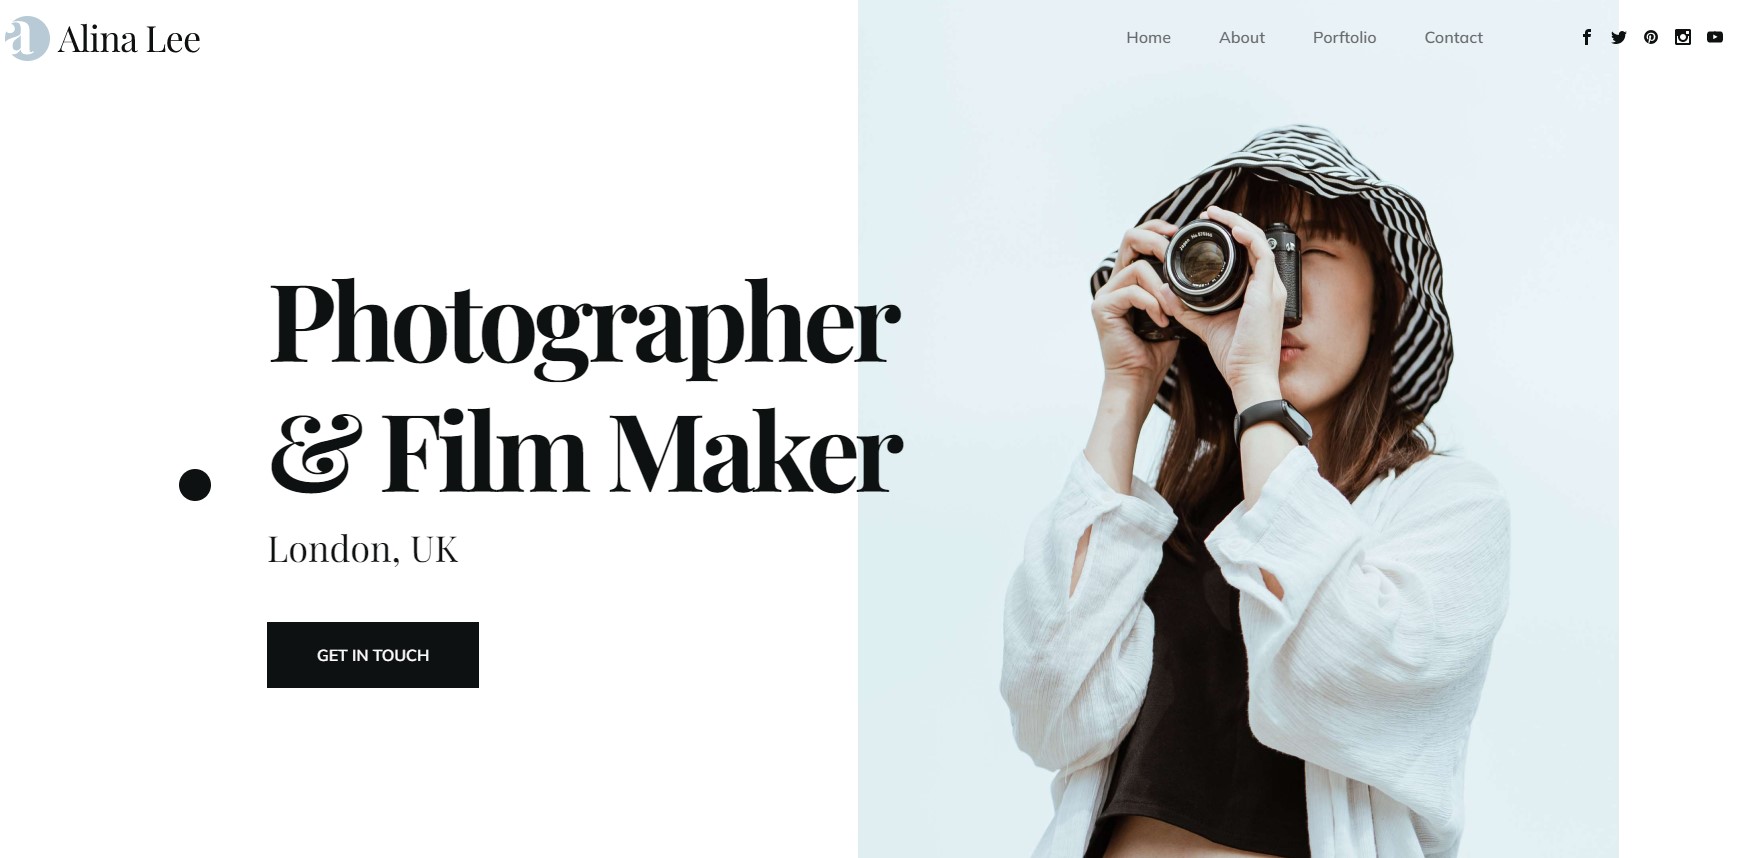 a Alina Lee
Home About Porftolio Contact
Photographer
& Film Maker
London, UK
GET IN TOUCH